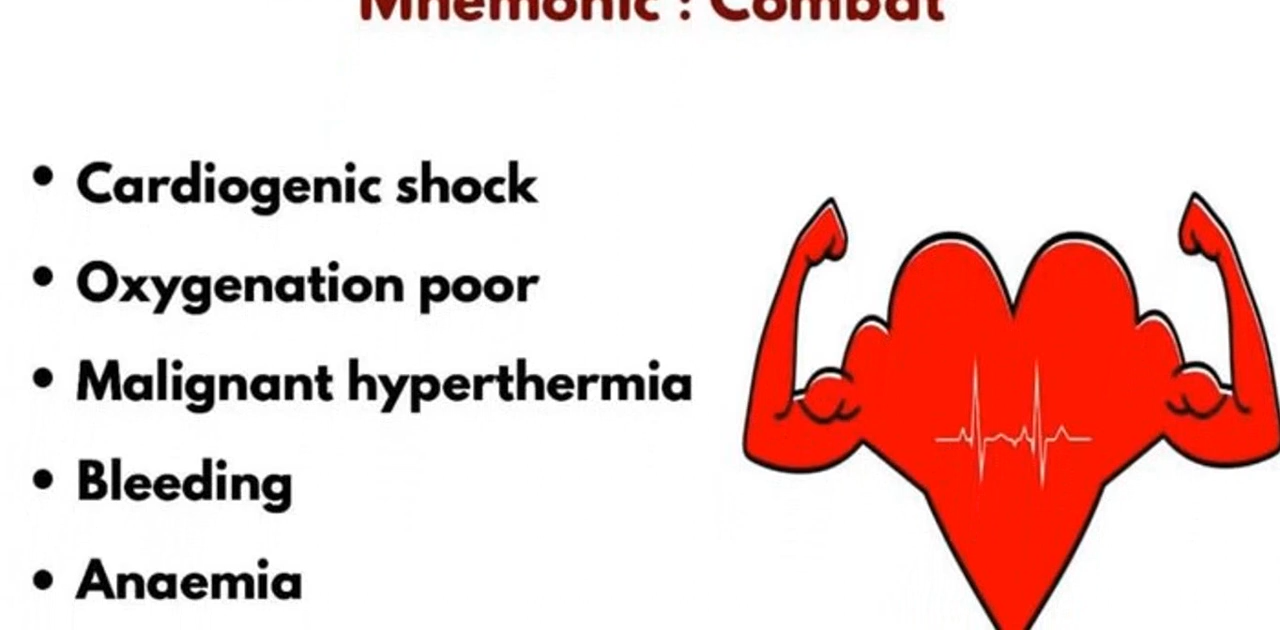 Mnemonic : Combat
• Cardiogenic shock
• Oxygenation poor
• Malignant hyperthermia
• Bleeding
• Anaemia